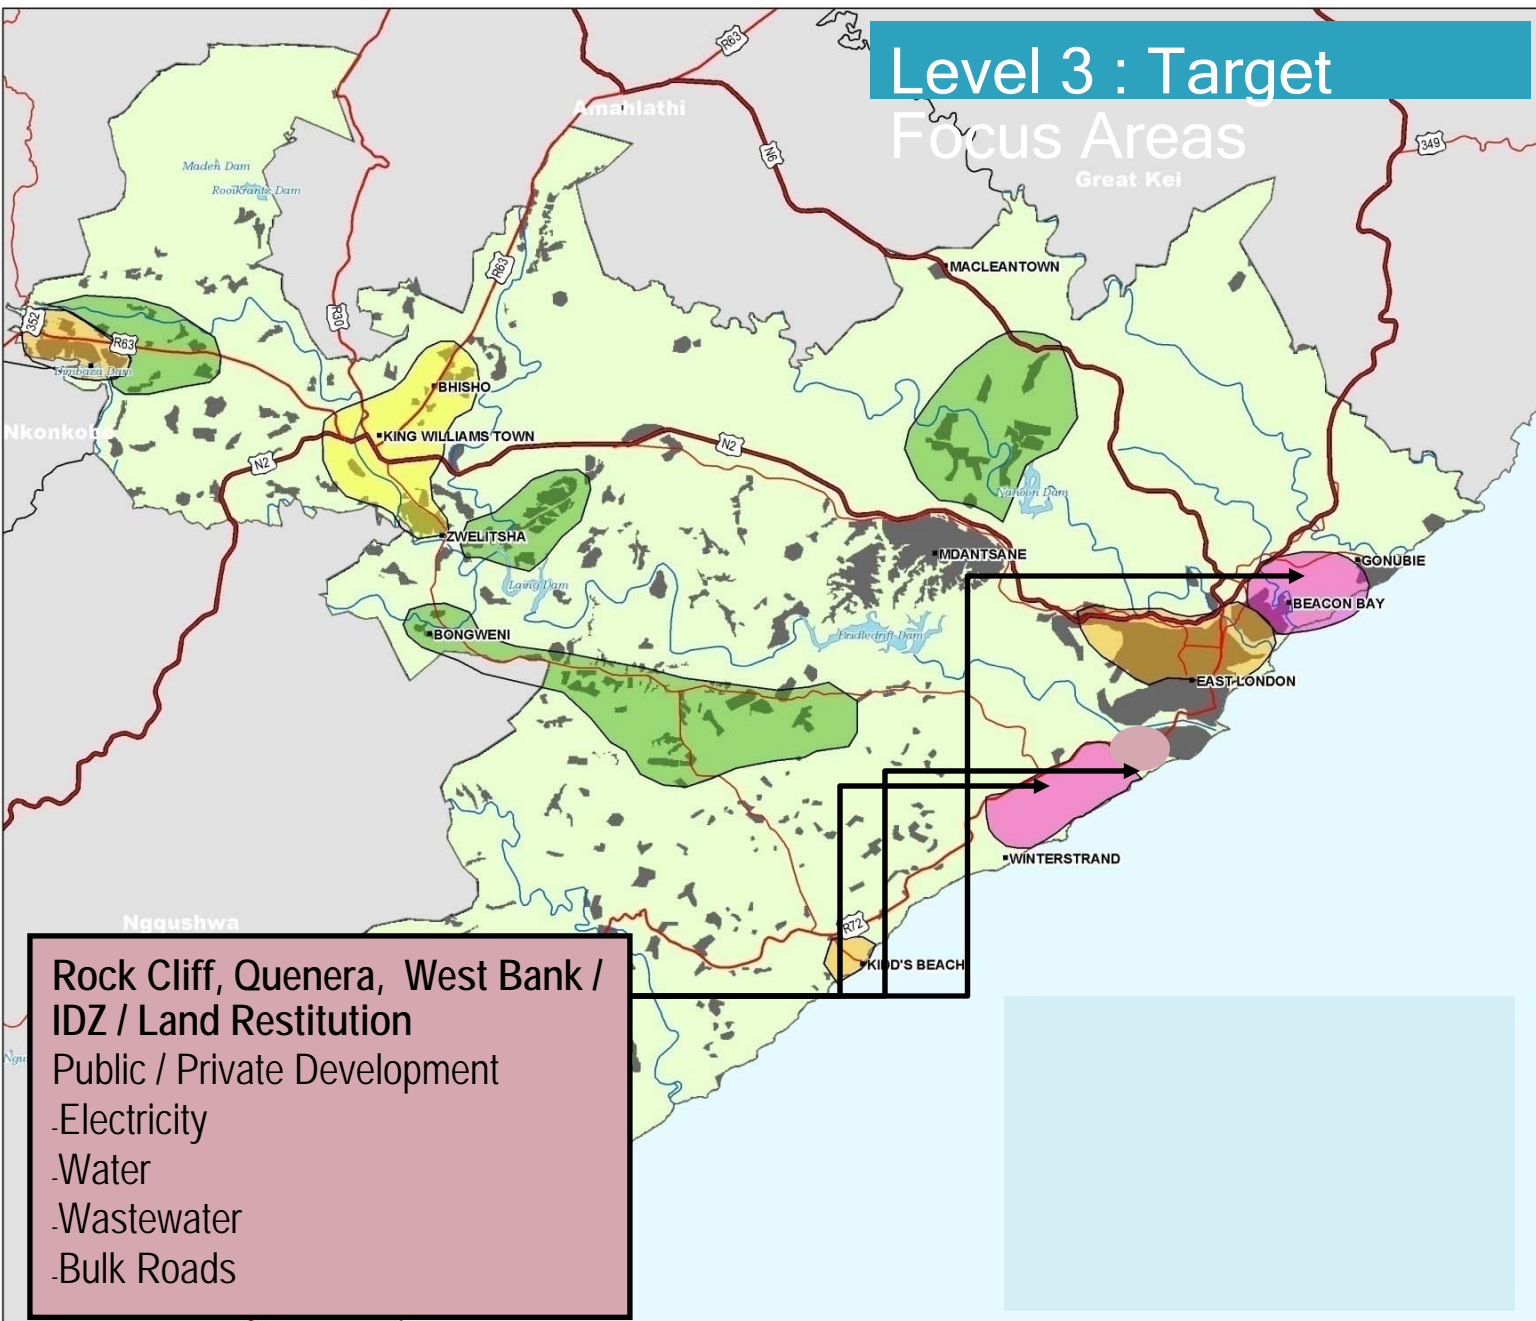 Level 3 : Target
Focus Areas
R63
Amahlathi
N6
349
Great Kei
Maden Dam
Rooikrantz Dam
R63
MACLEANTOWN
352
R63
R30
Dimbaza Dam
BHISHO
Nkonkobe
KING WILLIAMS TOWN
N2
N2
Nahoon Dam
ZWELITSHA
MDANTSANE
GONUBIE
Laing Dam
BEACON BAY
BONGWENI
Bridledrift Dam
EAST LONDON
WINTERSTRAND
Ngqushwa
R72
KIDD'S BEACH
Rock Cliff, Quenera, West Bank /
IDZ / Land Restitution
Public / Private Development
-Electricity
-Water
-Wastewater
-Bulk Roads